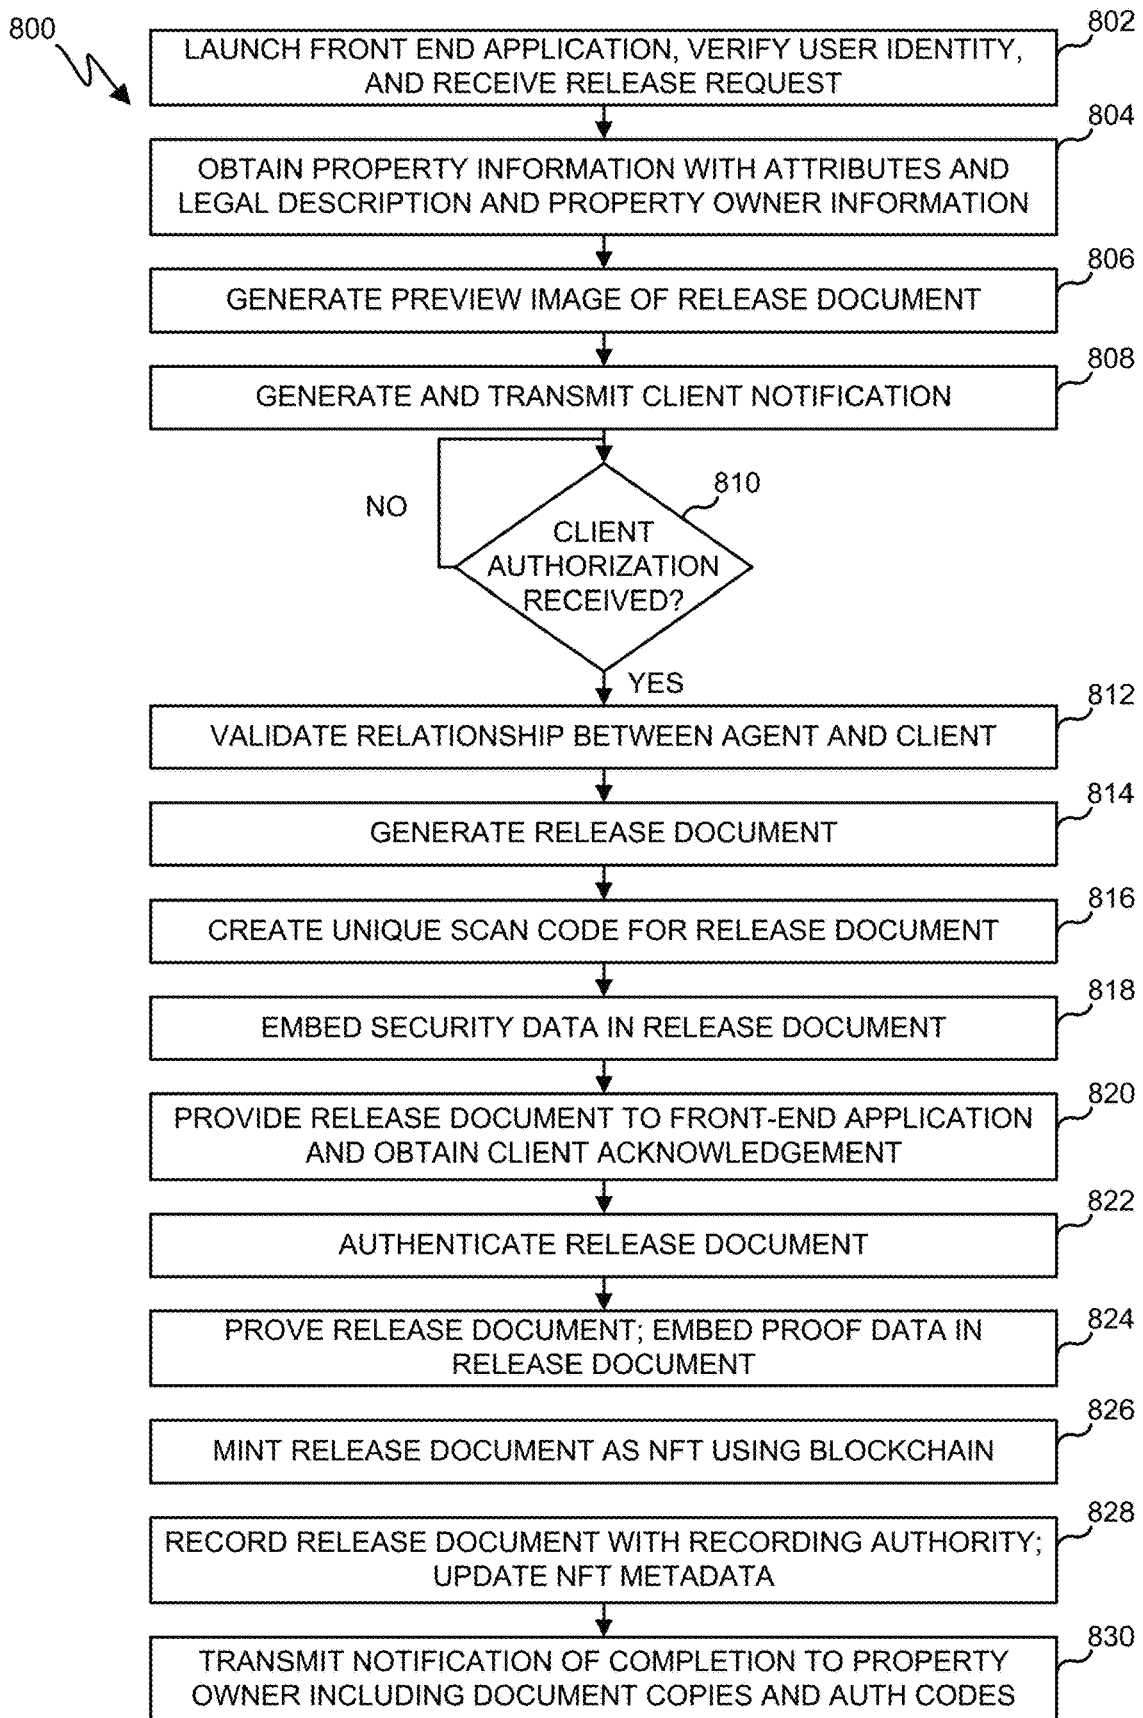 800
802
LAUNCH FRONT END APPLICATION, VERIFY USER IDENTITY,
AND RECEIVE RELEASE REQUEST
804
OBTAIN PROPERTY INFORMATION WITH ATTRIBUTES AND
LEGAL DESCRIPTION AND PROPERTY OWNER INFORMATION
806
GENERATE PREVIEW IMAGE OF RELEASE DOCUMENT
808
GENERATE AND TRANSMIT CLIENT NOTIFICATION
810
NO
CLIENT
AUTHORIZATION
RECEIVED?
YES
812
VALIDATE RELATIONSHIP BETWEEN AGENT AND CLIENT
814
GENERATE RELEASE DOCUMENT
816
CREATE UNIQUE SCAN CODE FOR RELEASE DOCUMENT
818
EMBED SECURITY DATA IN RELEASE DOCUMENT
820
PROVIDE RELEASE DOCUMENT TO FRONT-END APPLICATION
AND OBTAIN CLIENT ACKNOWLEDGEMENT
822
AUTHENTICATE RELEASE DOCUMENT
824
PROVE RELEASE DOCUMENT; EMBED PROOF DATA IN
RELEASE DOCUMENT
826
MINT RELEASE DOCUMENT AS NFT USING BLOCKCHAIN
828
RECORD RELEASE DOCUMENT WITH RECORDING AUTHORITY;
UPDATE NFT METADATA
830
TRANSMIT NOTIFICATION OF COMPLETION TO PROPERTY
OWNER INCLUDING DOCUMENT COPIES AND AUTH CODES